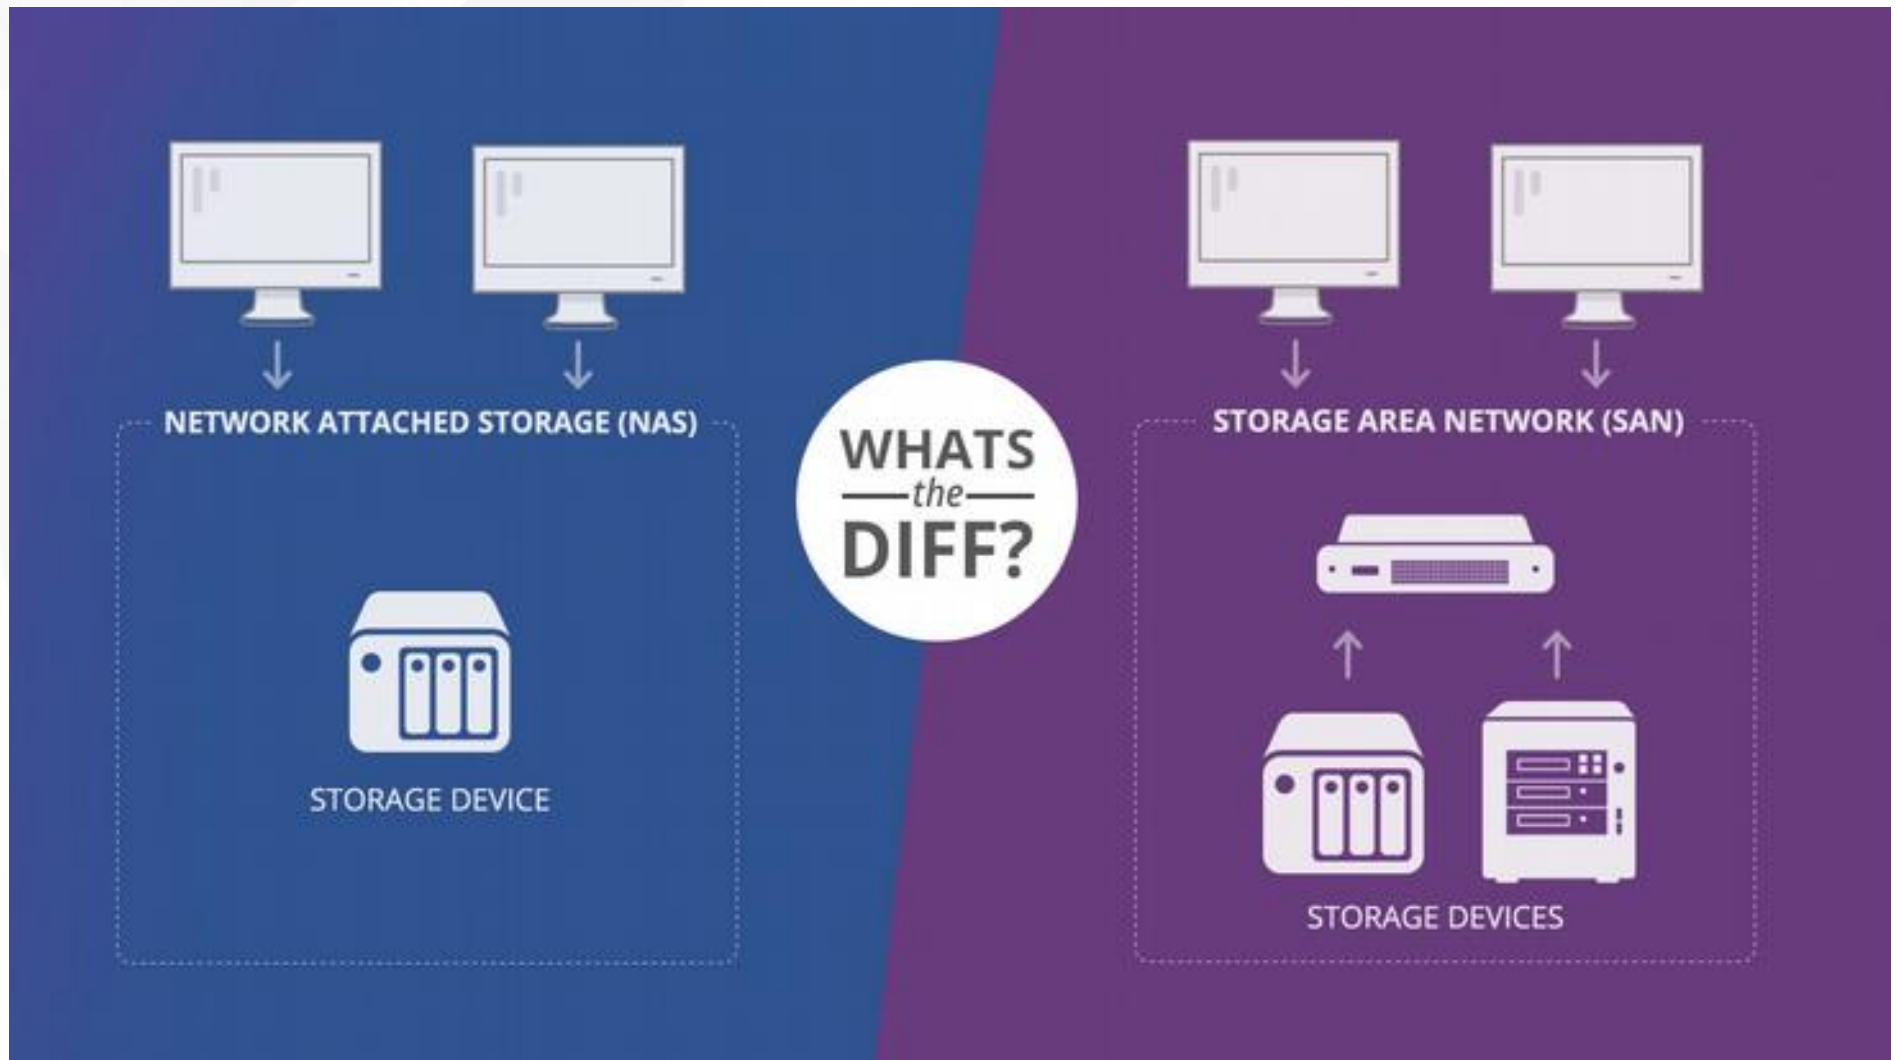 NETWORK ATTACHED STORAGE (NAS)
STORAGE DEVICE
WHATS
the
DIFF?
STORAGE AREA NETWORK (SAN)
STORAGE DEVICES